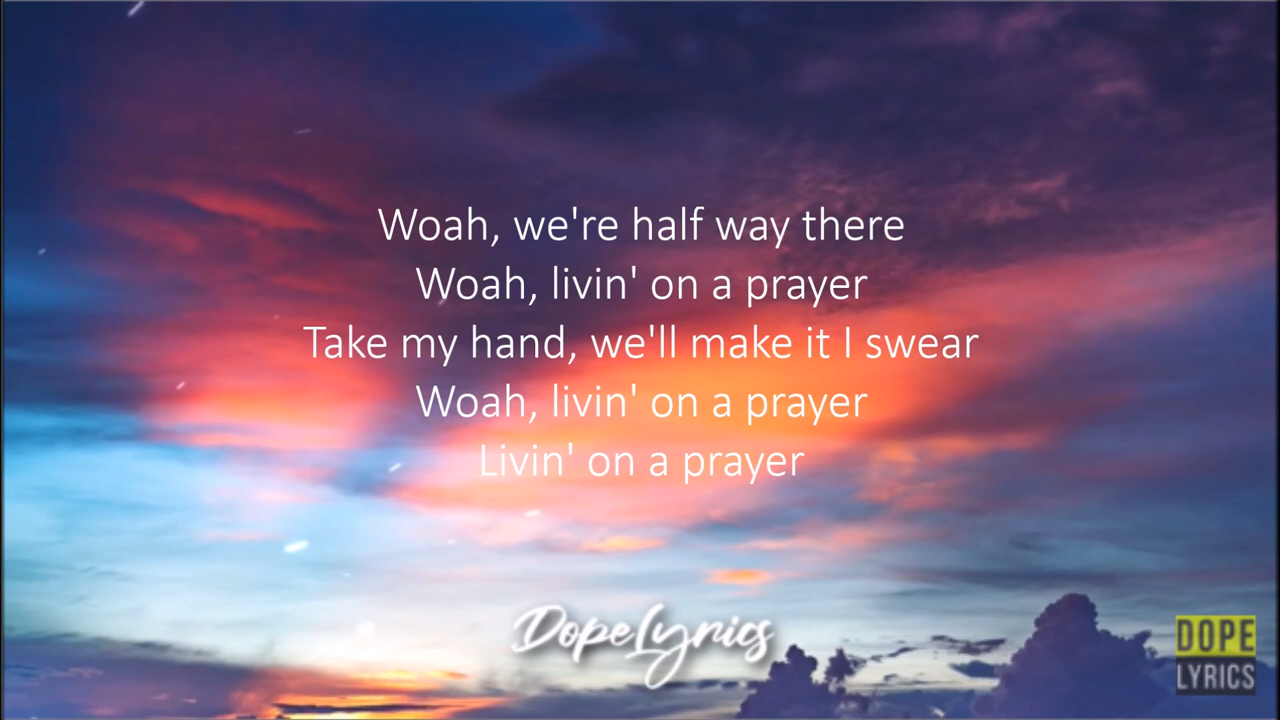 Woah, we're half way there
Woah, livin' on a prayer
Take my hand, we'll make it I swear
Woah, livin' on a prayer
Livin' on a prayer
DopeLyrics
DOPE
LYRICS